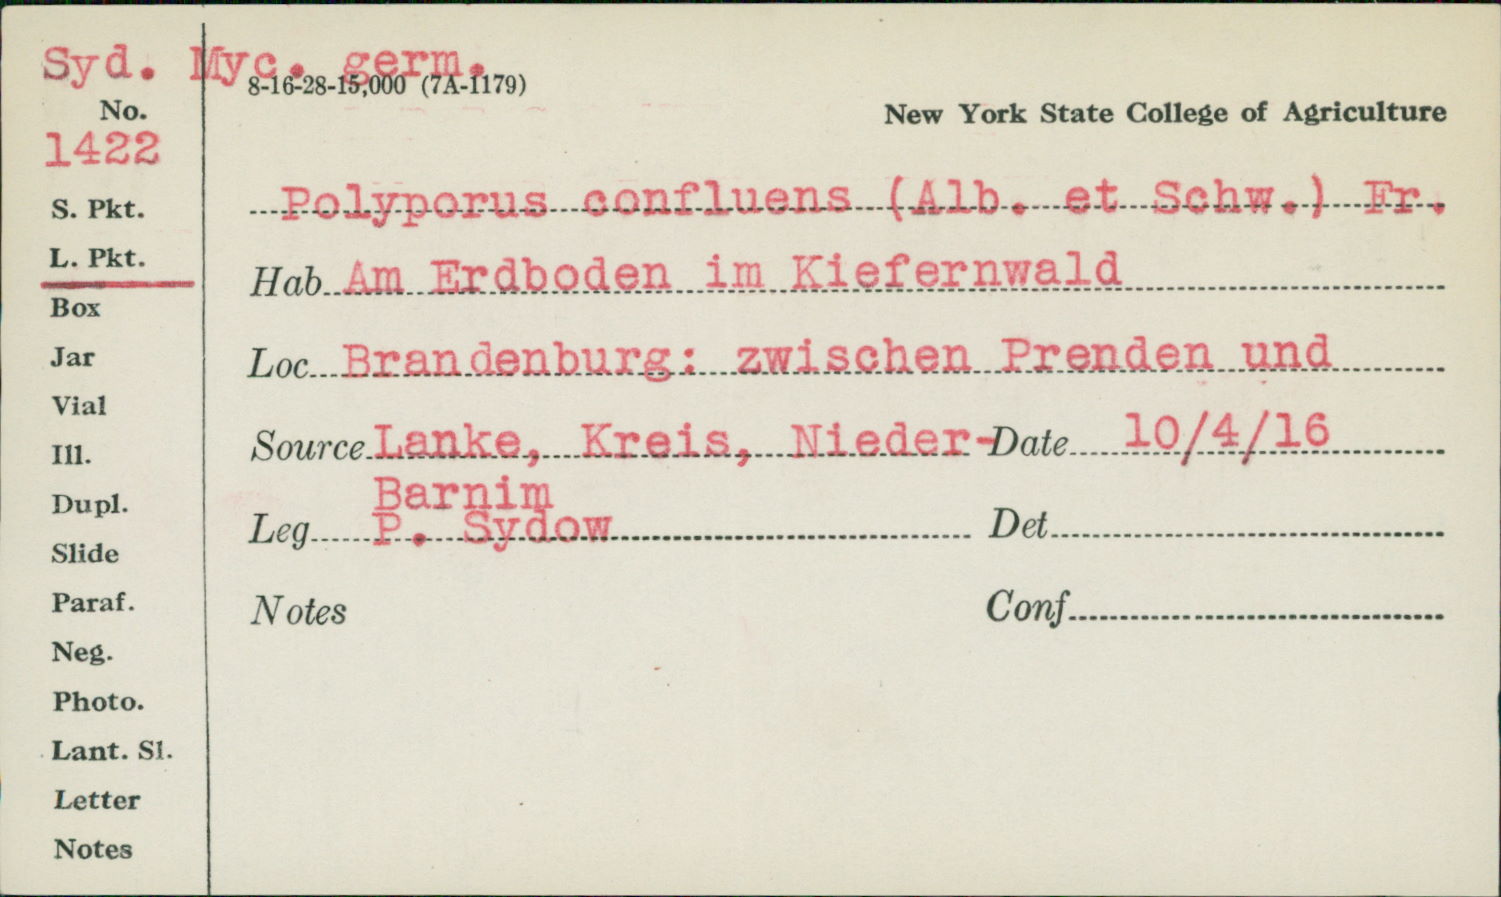 Syd. Myc. germ.
8-16-28-15,000 (7A-1179)
No.
New York State College of Agriculture
1422
S. Pkt.
Polyporus confluens (Alb. et Schw.) Fr.
L. Pkt.
Hab Am Erdboden im Kiefernwald
Box
Jar
Loc Brandenburg: zwischen Prenden und
Vial
Ill.
Source Lanke, Kreis, Nieder- Date 10/4/16
Barnim
Dupl.
Leg P. Sydow Det
Slide
Paraf.
Notes Conf
Neg.
Photo.
Lant. Sl.
Letter
Notes